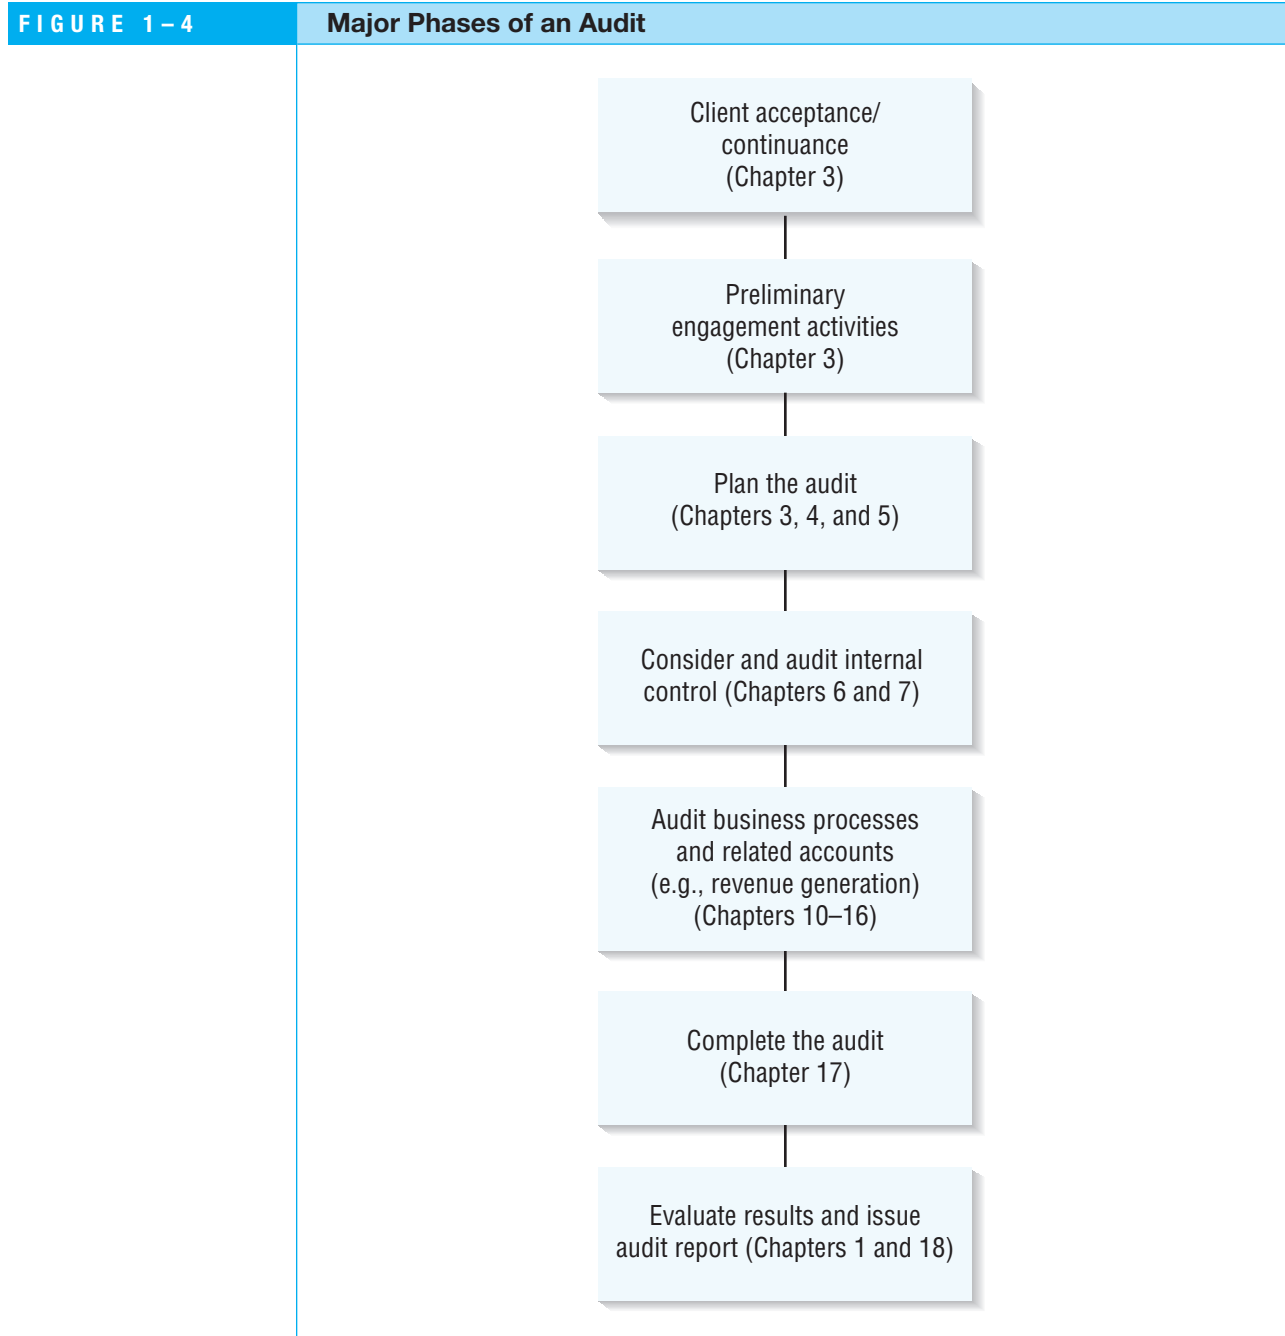 FIGURE 1–4
Major Phases of an Audit
Client acceptance/
continuance
(Chapter 3)
Preliminary
engagement activities
(Chapter 3)
Plan the audit
(Chapters 3, 4, and 5)
Consider and audit internal
control (Chapters 6 and 7)
Audit business processes
and related accounts
(e.g., revenue generation)
(Chapters 10–16)
Complete the audit
(Chapter 17)
Evaluate results and issue
audit report (Chapters 1 and 18)